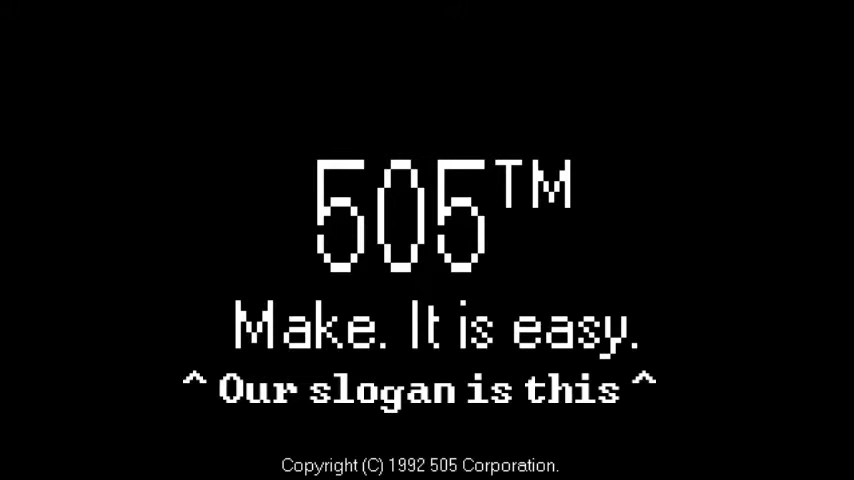 505™
Make. It is easy.
^ Our slogan is this ^
Copyright (C) 1992 505 Corporation.